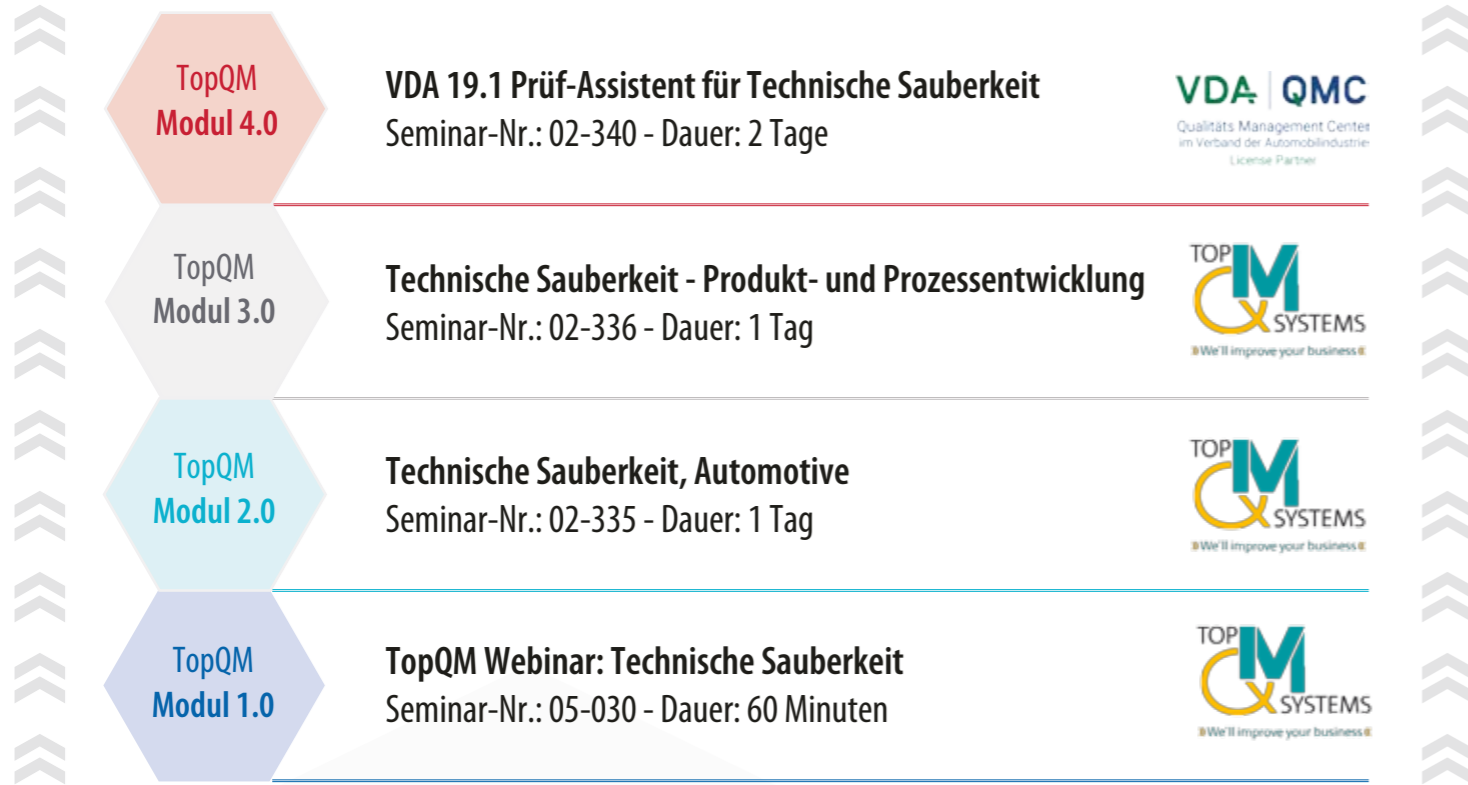 TopQM
Modul 4.0
VDA 19.1 Prüf-Assistent für Technische Sauberkeit
Seminar-Nr.: 02-340 - Dauer: 2 Tage
VDA QMC
Qualitäts Management Center
im Verband der Automobilindustrie
License Partner
TopQM
Modul 3.0
Technische Sauberkeit - Produkt- und Prozessentwicklung
Seminar-Nr.: 02-336 - Dauer: 1 Tag
TOP
QM
SYSTEMS
We'll improve your business
TopQM
Modul 2.0
Technische Sauberkeit, Automotive
Seminar-Nr.: 02-335 - Dauer: 1 Tag
TOP
QM
SYSTEMS
We'll improve your business
TopQM
Modul 1.0
TopQM Webinar: Technische Sauberkeit
Seminar-Nr.: 05-030 - Dauer: 60 Minuten
TOP
QM
SYSTEMS
We'll improve your business